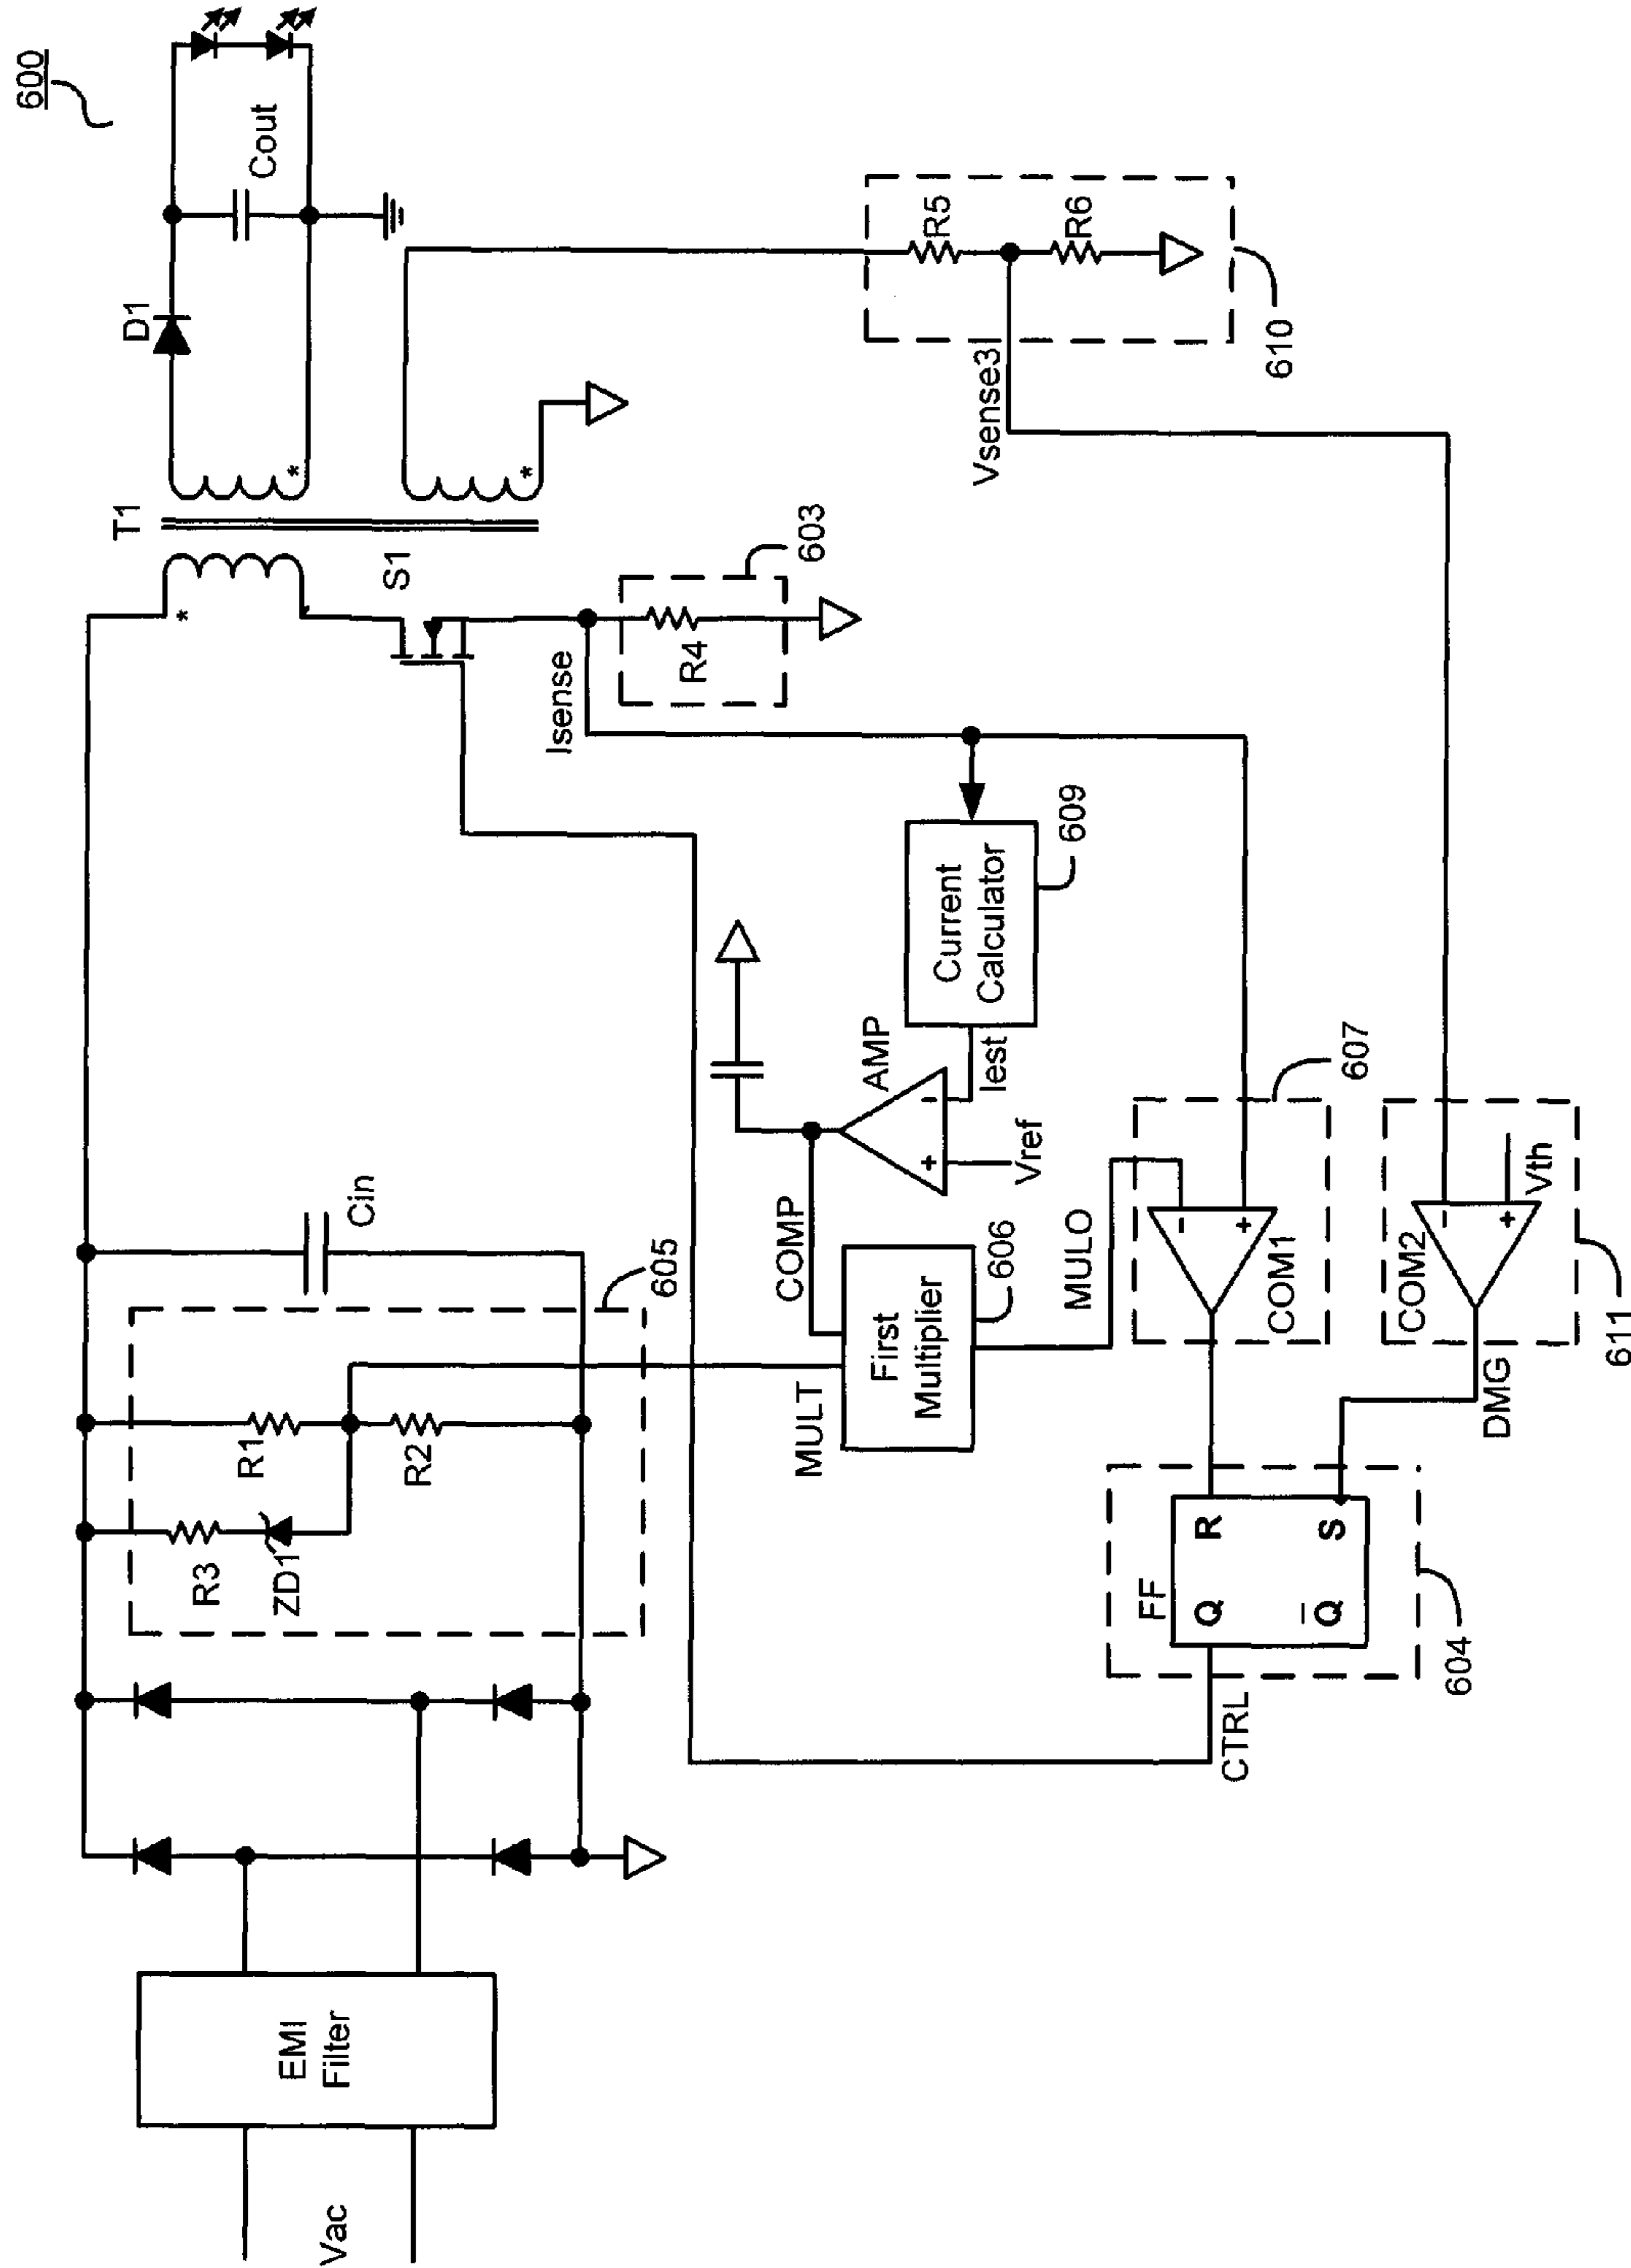 600
T1
D1
Cout
S1
Cin
R1
R3
ZD1
R2
605
Isense
R4
603
Vsense3
R5
R6
610
EMI
Filter
Vac
MULT
COMP
AMP
First
Multiplier
606
Vref
Iest
Current
Calculator
609
MULO
607
COM1
COM2
Vth
611
DMG
FF
Q
R
Q
S
604
CTRL
+
-
-
+
-
+
*
*
*